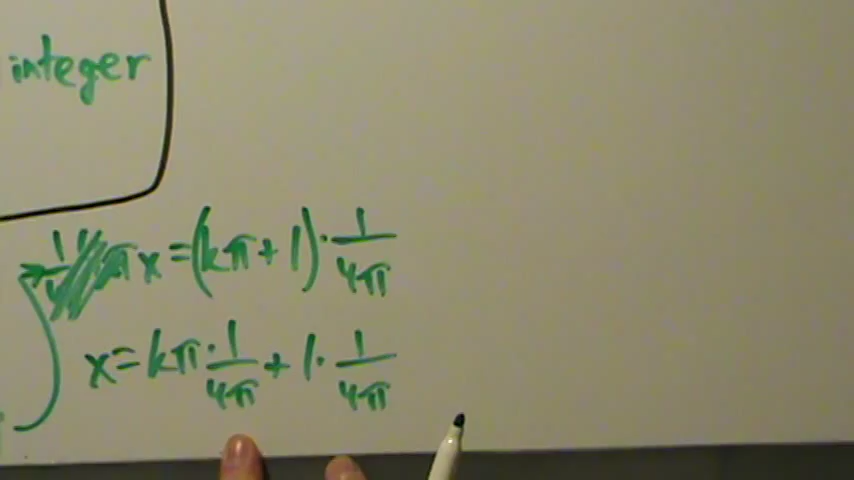 integer
x = (kπ + 1) · 1/4π
x = kπ · 1/4π + 1 · 1/4π